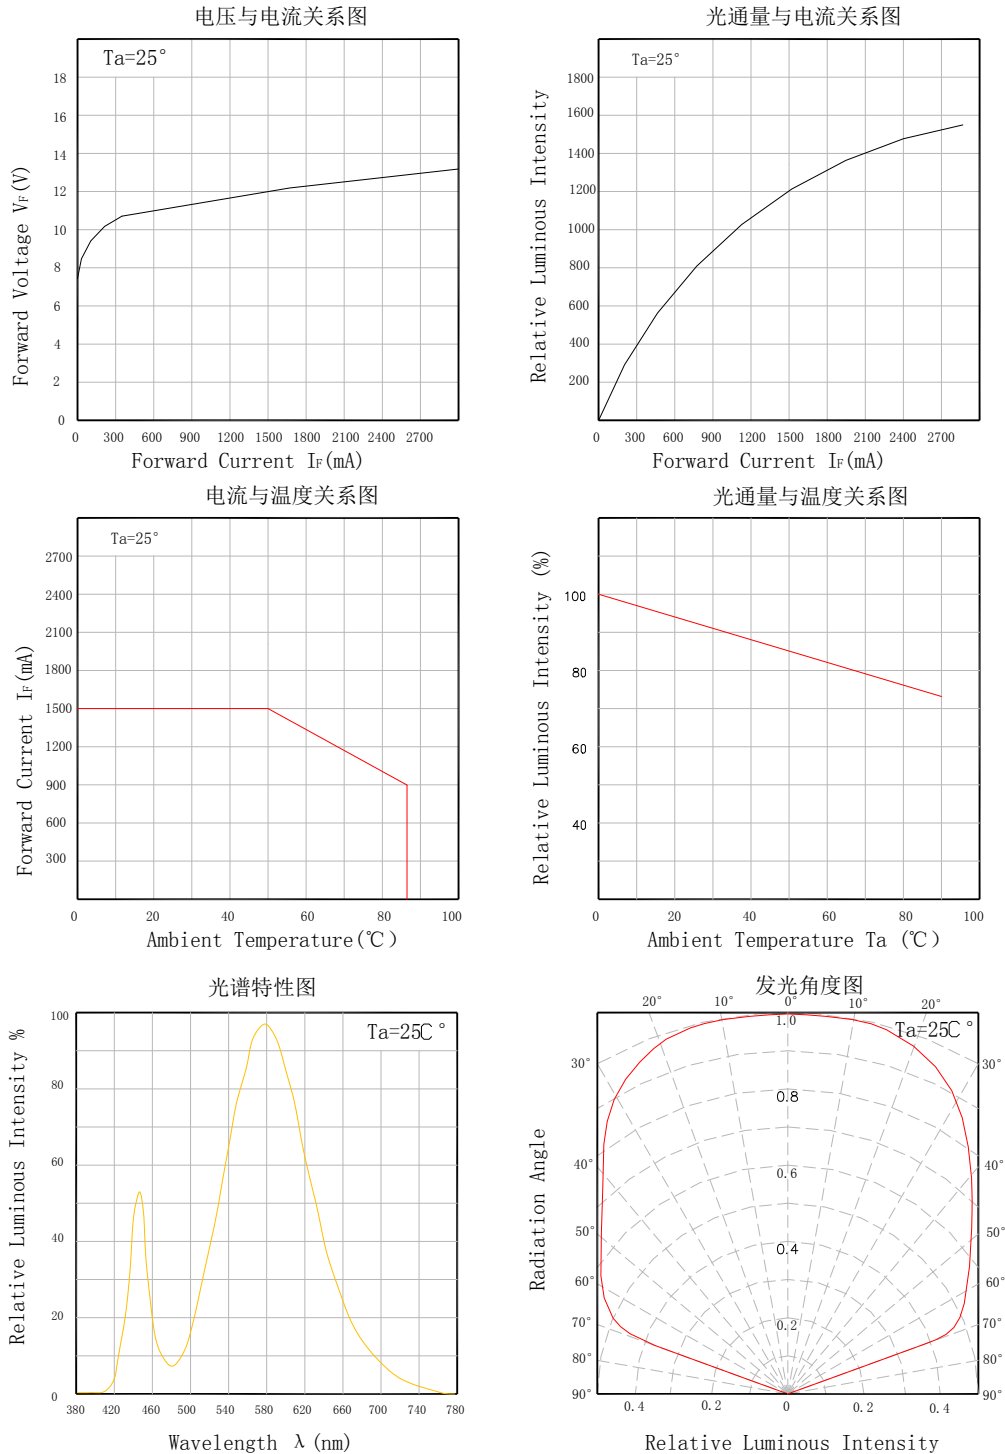 电压与电流关系图
Ta=25°
18
16
14
12
10
8
6
4
2
0
0 300 600 900 1200 1500 1800 2100 2400 2700
Forward Voltage VF(V)
Forward Current IF(mA)
光通量与电流关系图
Ta=25°
1800
1600
1400
1200
1000
800
600
400
200
0 300 600 900 1200 1500 1800 2100 2400 2700
Relative Luminous Intensity
Forward Current IF(mA)
电流与温度关系图
Ta=25°
2700
2400
2100
1800
1500
1200
900
600
300
0 20 40 60 80 100
Forward Current IF(mA)
Ambient Temperature(℃)
光通量与温度关系图
100
80
60
40
0 20 40 60 80 100
Relative Luminous Intensity (%)
Ambient Temperature Ta (℃)
光谱特性图
Ta=25C °
100
80
60
40
20
0
380 420 460 500 540 580 620 660 700 740 780
Relative Luminous Intensity %
Wavelength λ (nm)
发光角度图
20° 10° 0° 10° 20°
Ta=25C °
1.0
30° 30°
0.8
40° 0.6 40°
50° 0.4 50°
60° 60°
70° 0.2 70°
80° 80°
90° 90°
0.4 0.2 0 0.2 0.4
Radiation Angle
Relative Luminous Intensity